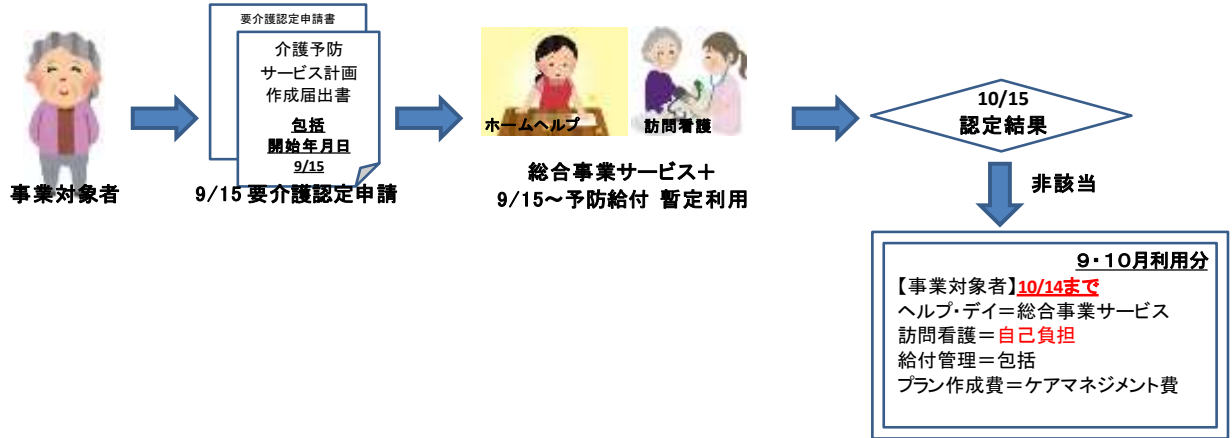 事業対象者
要介護認定申請書
介護予防
サービス計画
作成届出書
包括
開始年月日
9/15
9/15 要介護認定申請
ホームヘルプ
訪問看護
総合事業サービス＋
9/15～予防給付 暫定利用
10/15
認定結果
非該当
９・１０月利用分
【事業対象者】10/14まで
ヘルプ・デイ＝総合事業サービス
訪問看護＝自己負担
給付管理＝包括
プラン作成費＝ケアマネジメント費